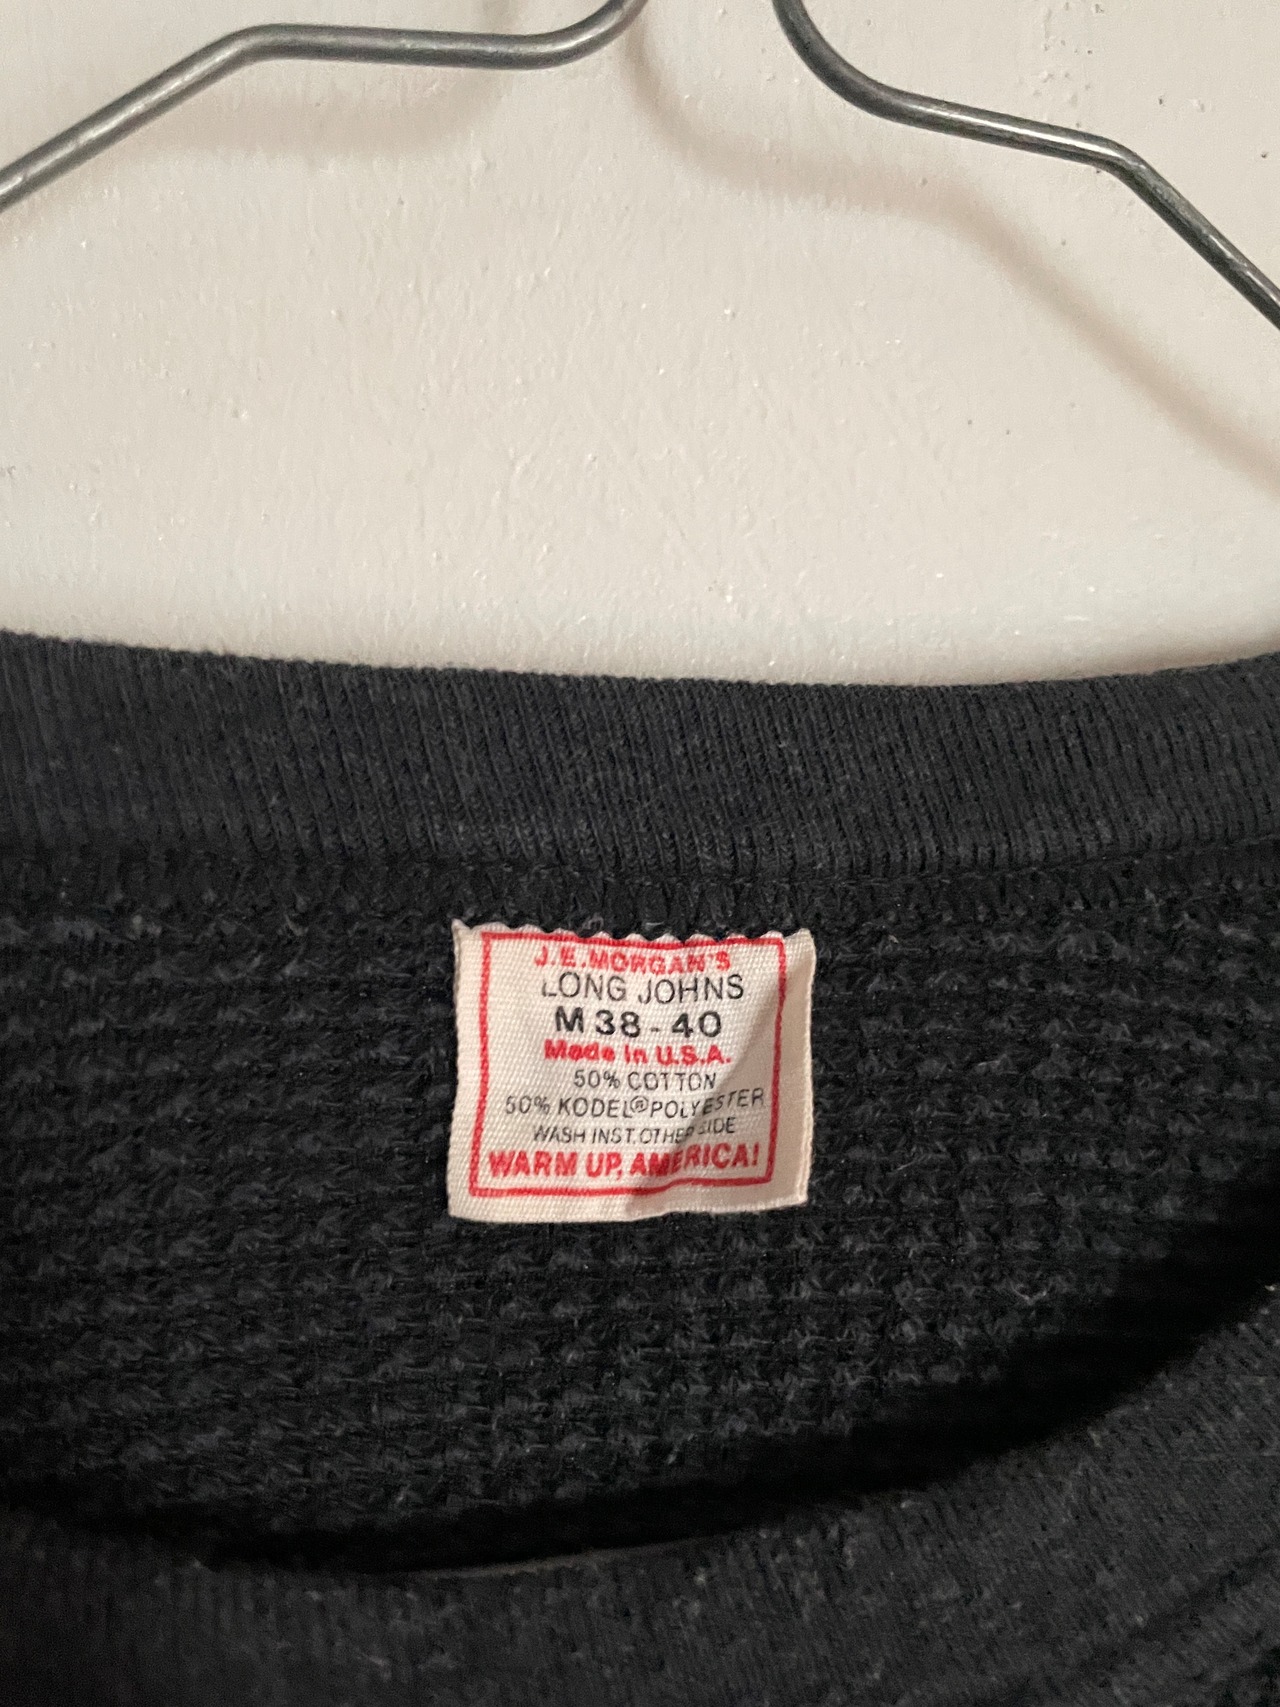 J.E.MORGAN'S
LONG JOHNS
M 38 - 40
Made in U.S.A.
50% COTTON
50% KODEL® POLYESTER
WASH INST. OTHER SIDE
WARM UP, AMERICA!